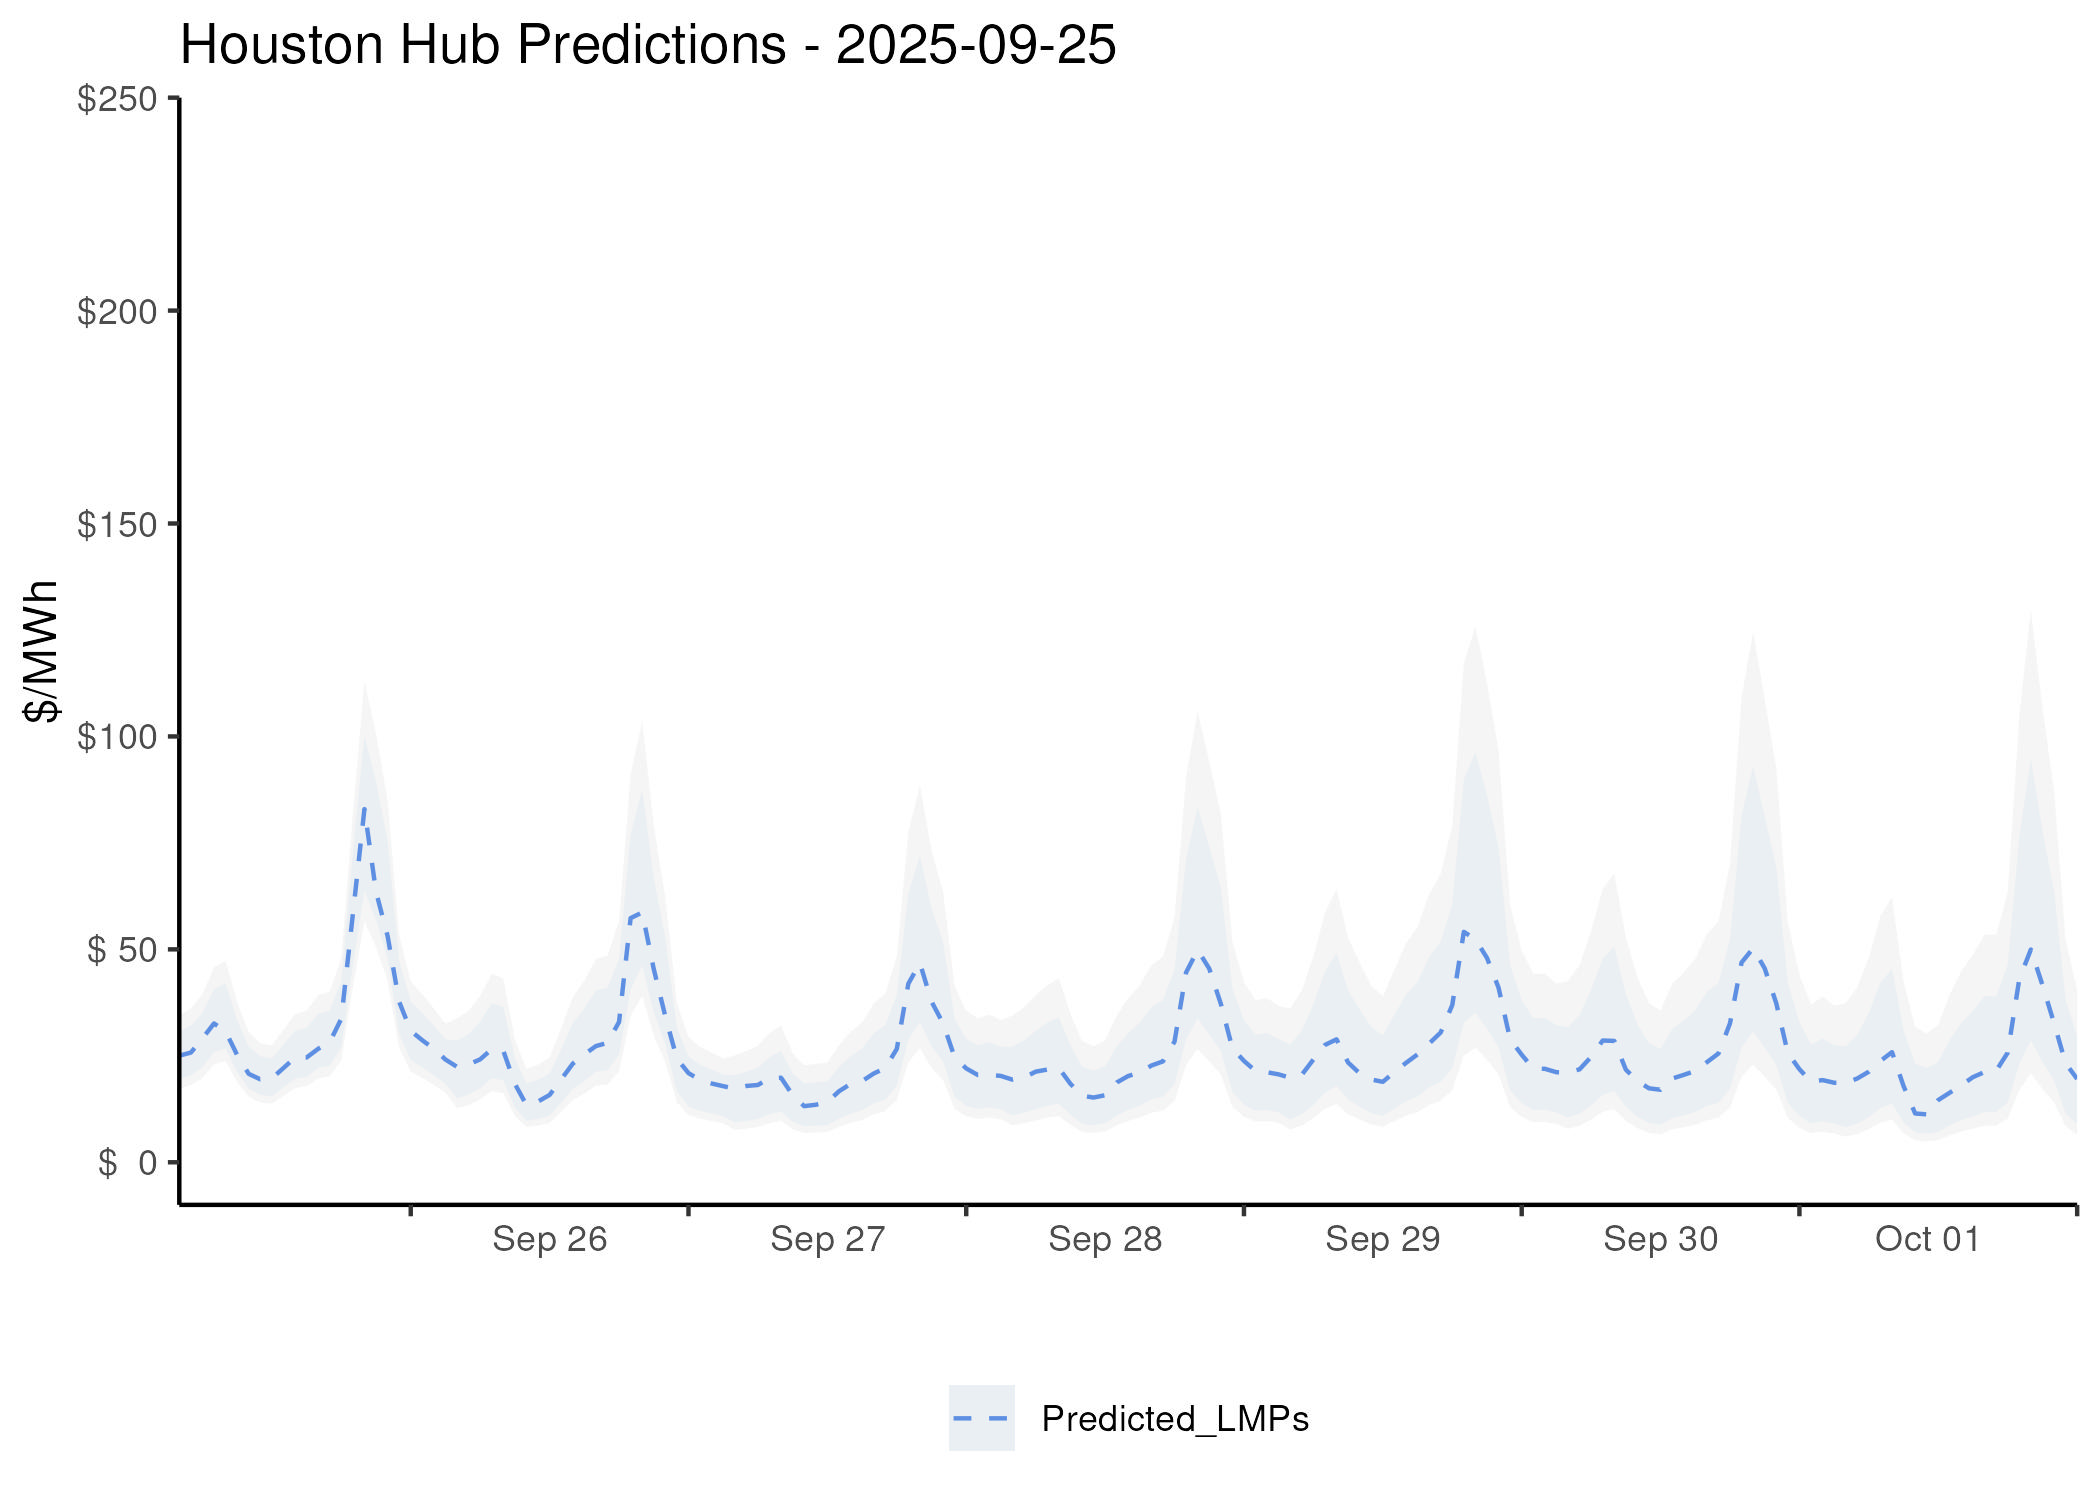 Houston Hub Predictions - 2025-09-25
$250
$200
$150
$100
$ 50
$  0
$/MWh
Sep 26
Sep 27
Sep 28
Sep 29
Sep 30
Oct 01
Predicted_LMPs